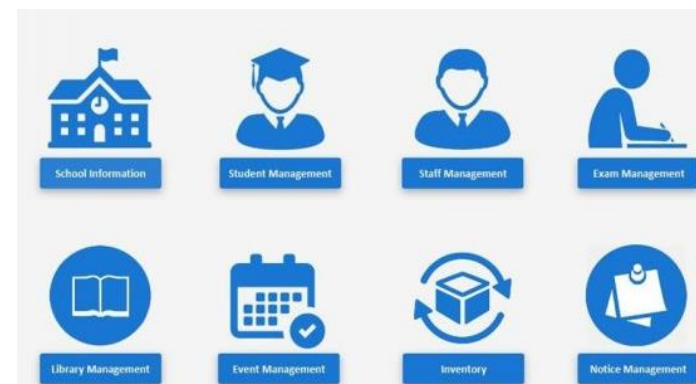 School Information
Student Management
Staff Management
Exam Management
Library Management
Event Management
Inventory
Notice Management